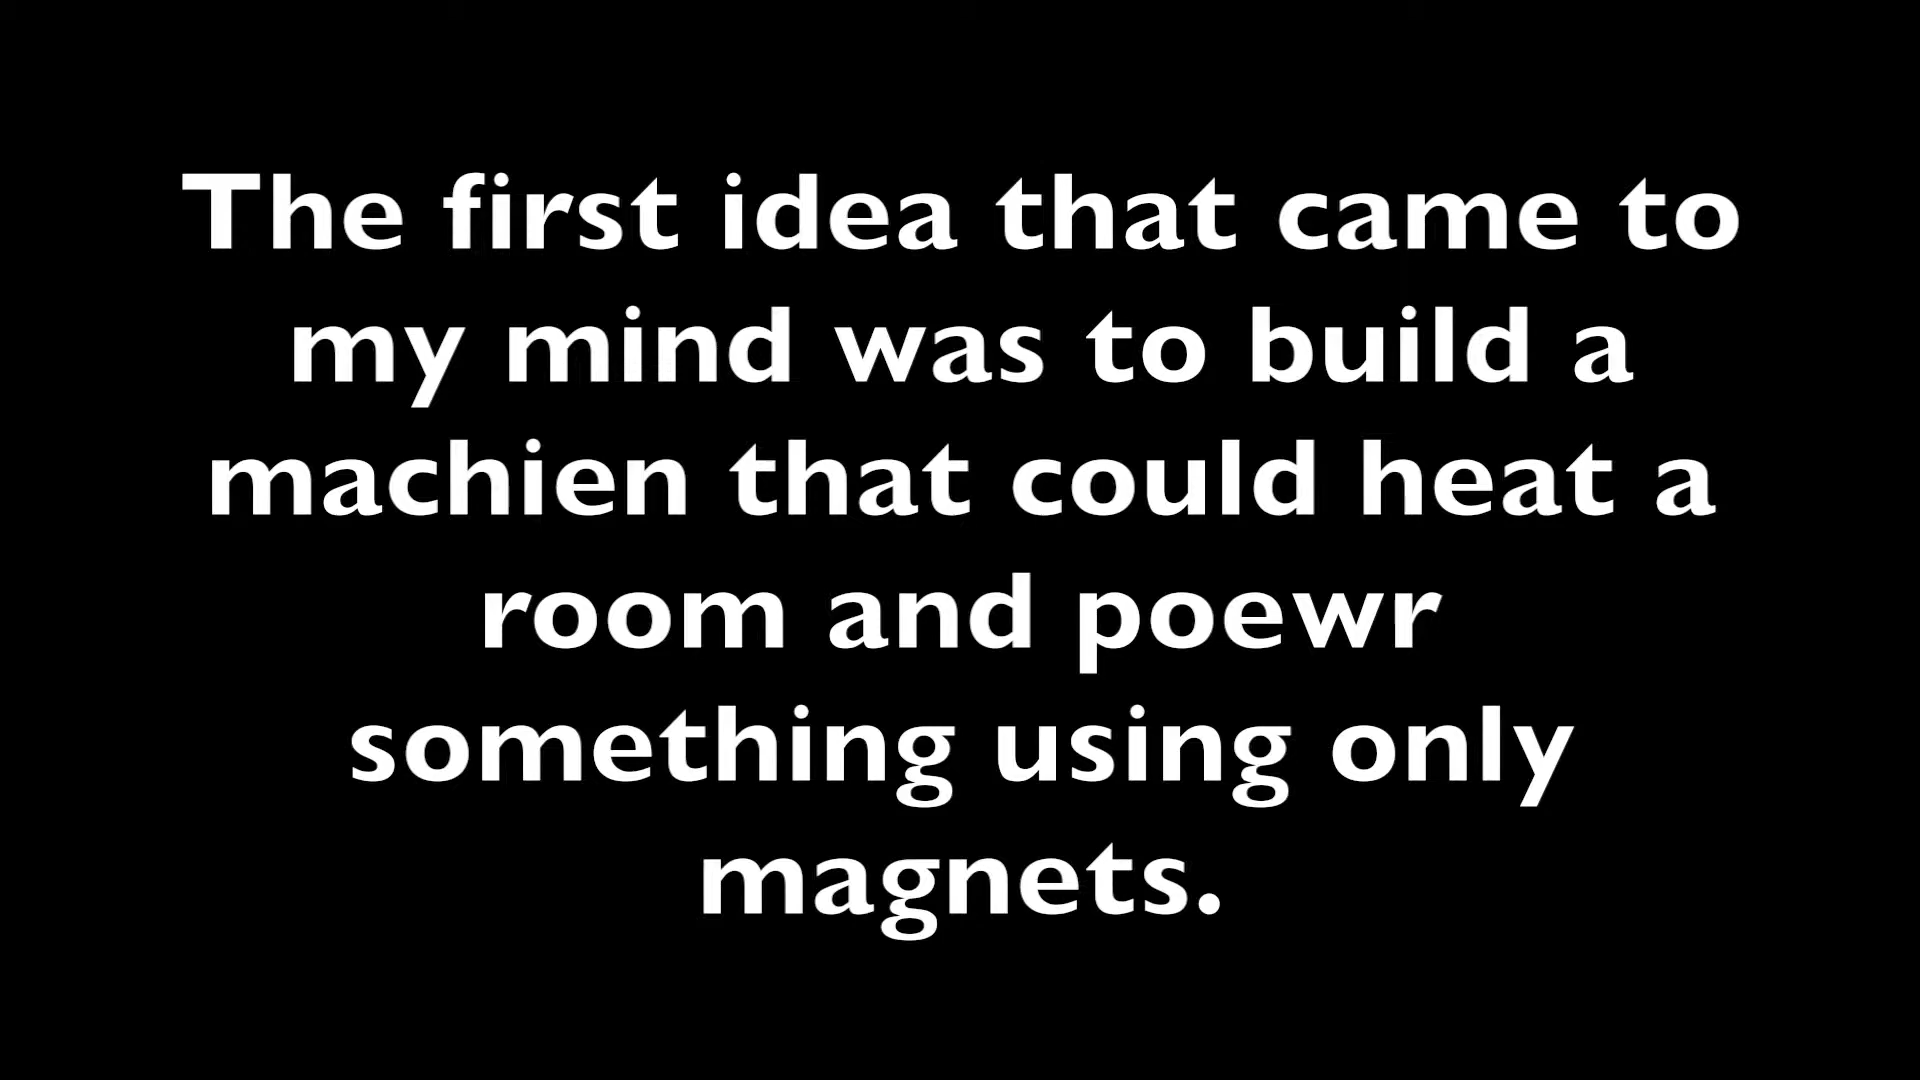 The first idea that came to
my mind was to build a
machien that could heat a
room and poewr
something using only
magnets.